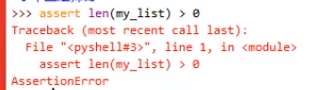 >>> assert len(my_list) > 0
Traceback (most recent call last):
  File "<pyshell#3>", line 1, in <module>
    assert len(my_list) > 0
AssertionError